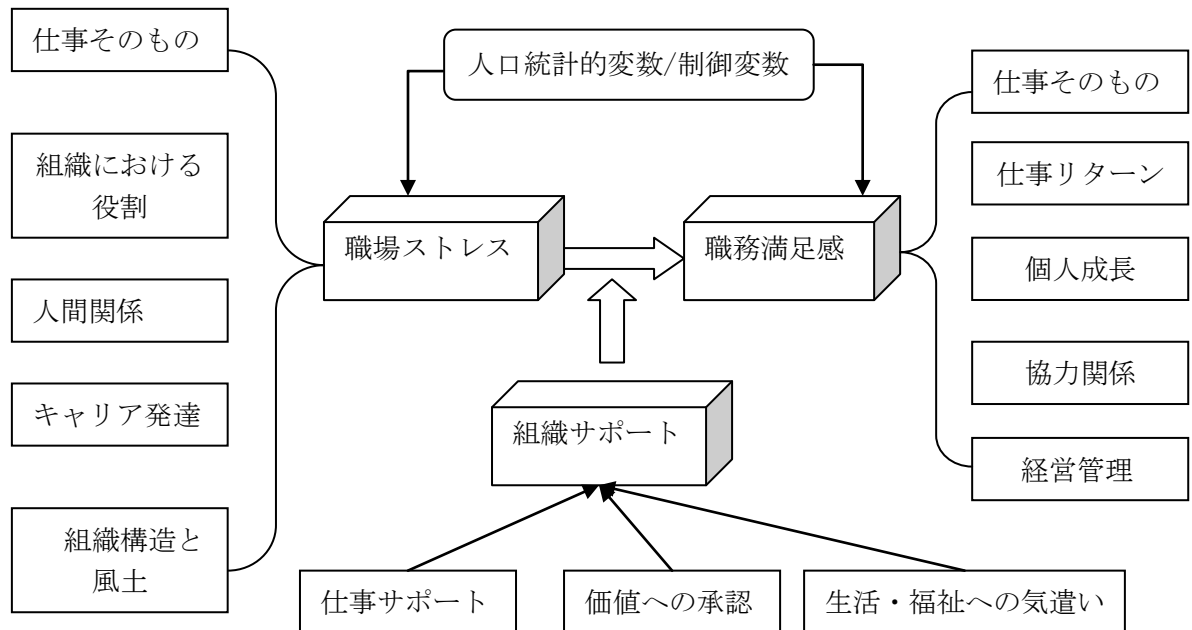 仕事そのもの
組織における
役割
人間関係
キャリア発達
組織構造と
風土
人口統計的変数/制御変数
職場ストレス
職務満足感
組織サポート
仕事サポート
価値への承認
生活・福祉への気遣い
仕事そのもの
仕事リターン
個人成長
協力関係
経営管理